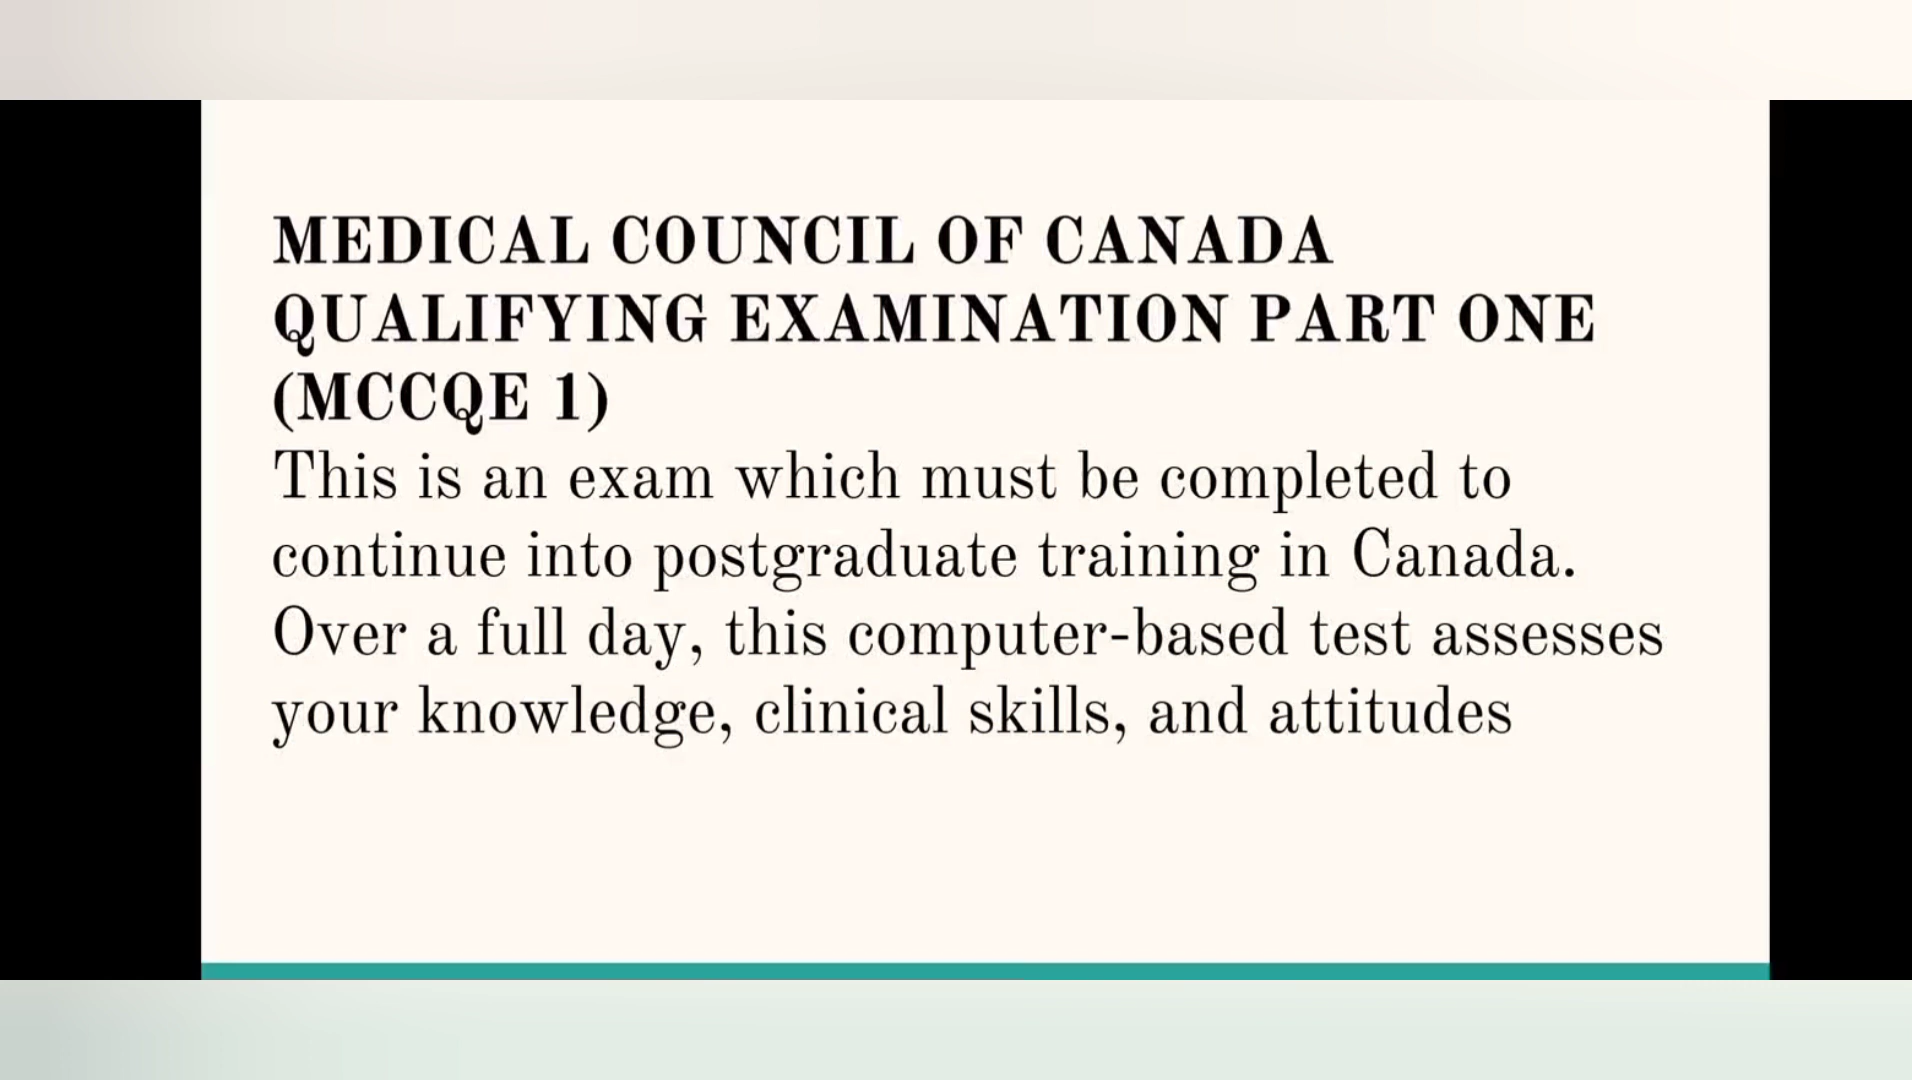 MEDICAL COUNCIL OF CANADA
QUALIFYING EXAMINATION PART ONE
(MCCQE 1)
This is an exam which must be completed to
continue into postgraduate training in Canada.
Over a full day, this computer-based test assesses
your knowledge, clinical skills, and attitudes